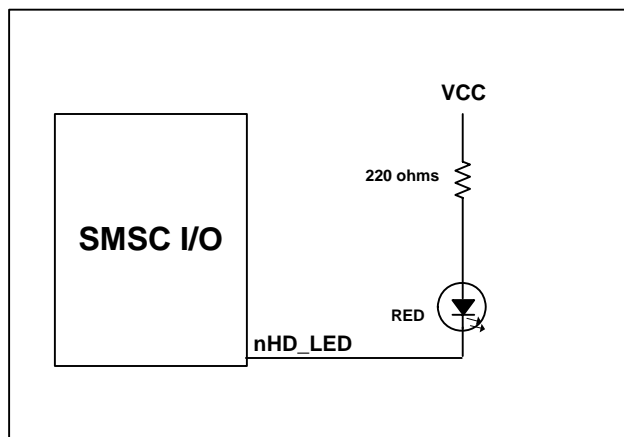 VCC
220 ohms
SMSC I/O
RED
nHD_LED